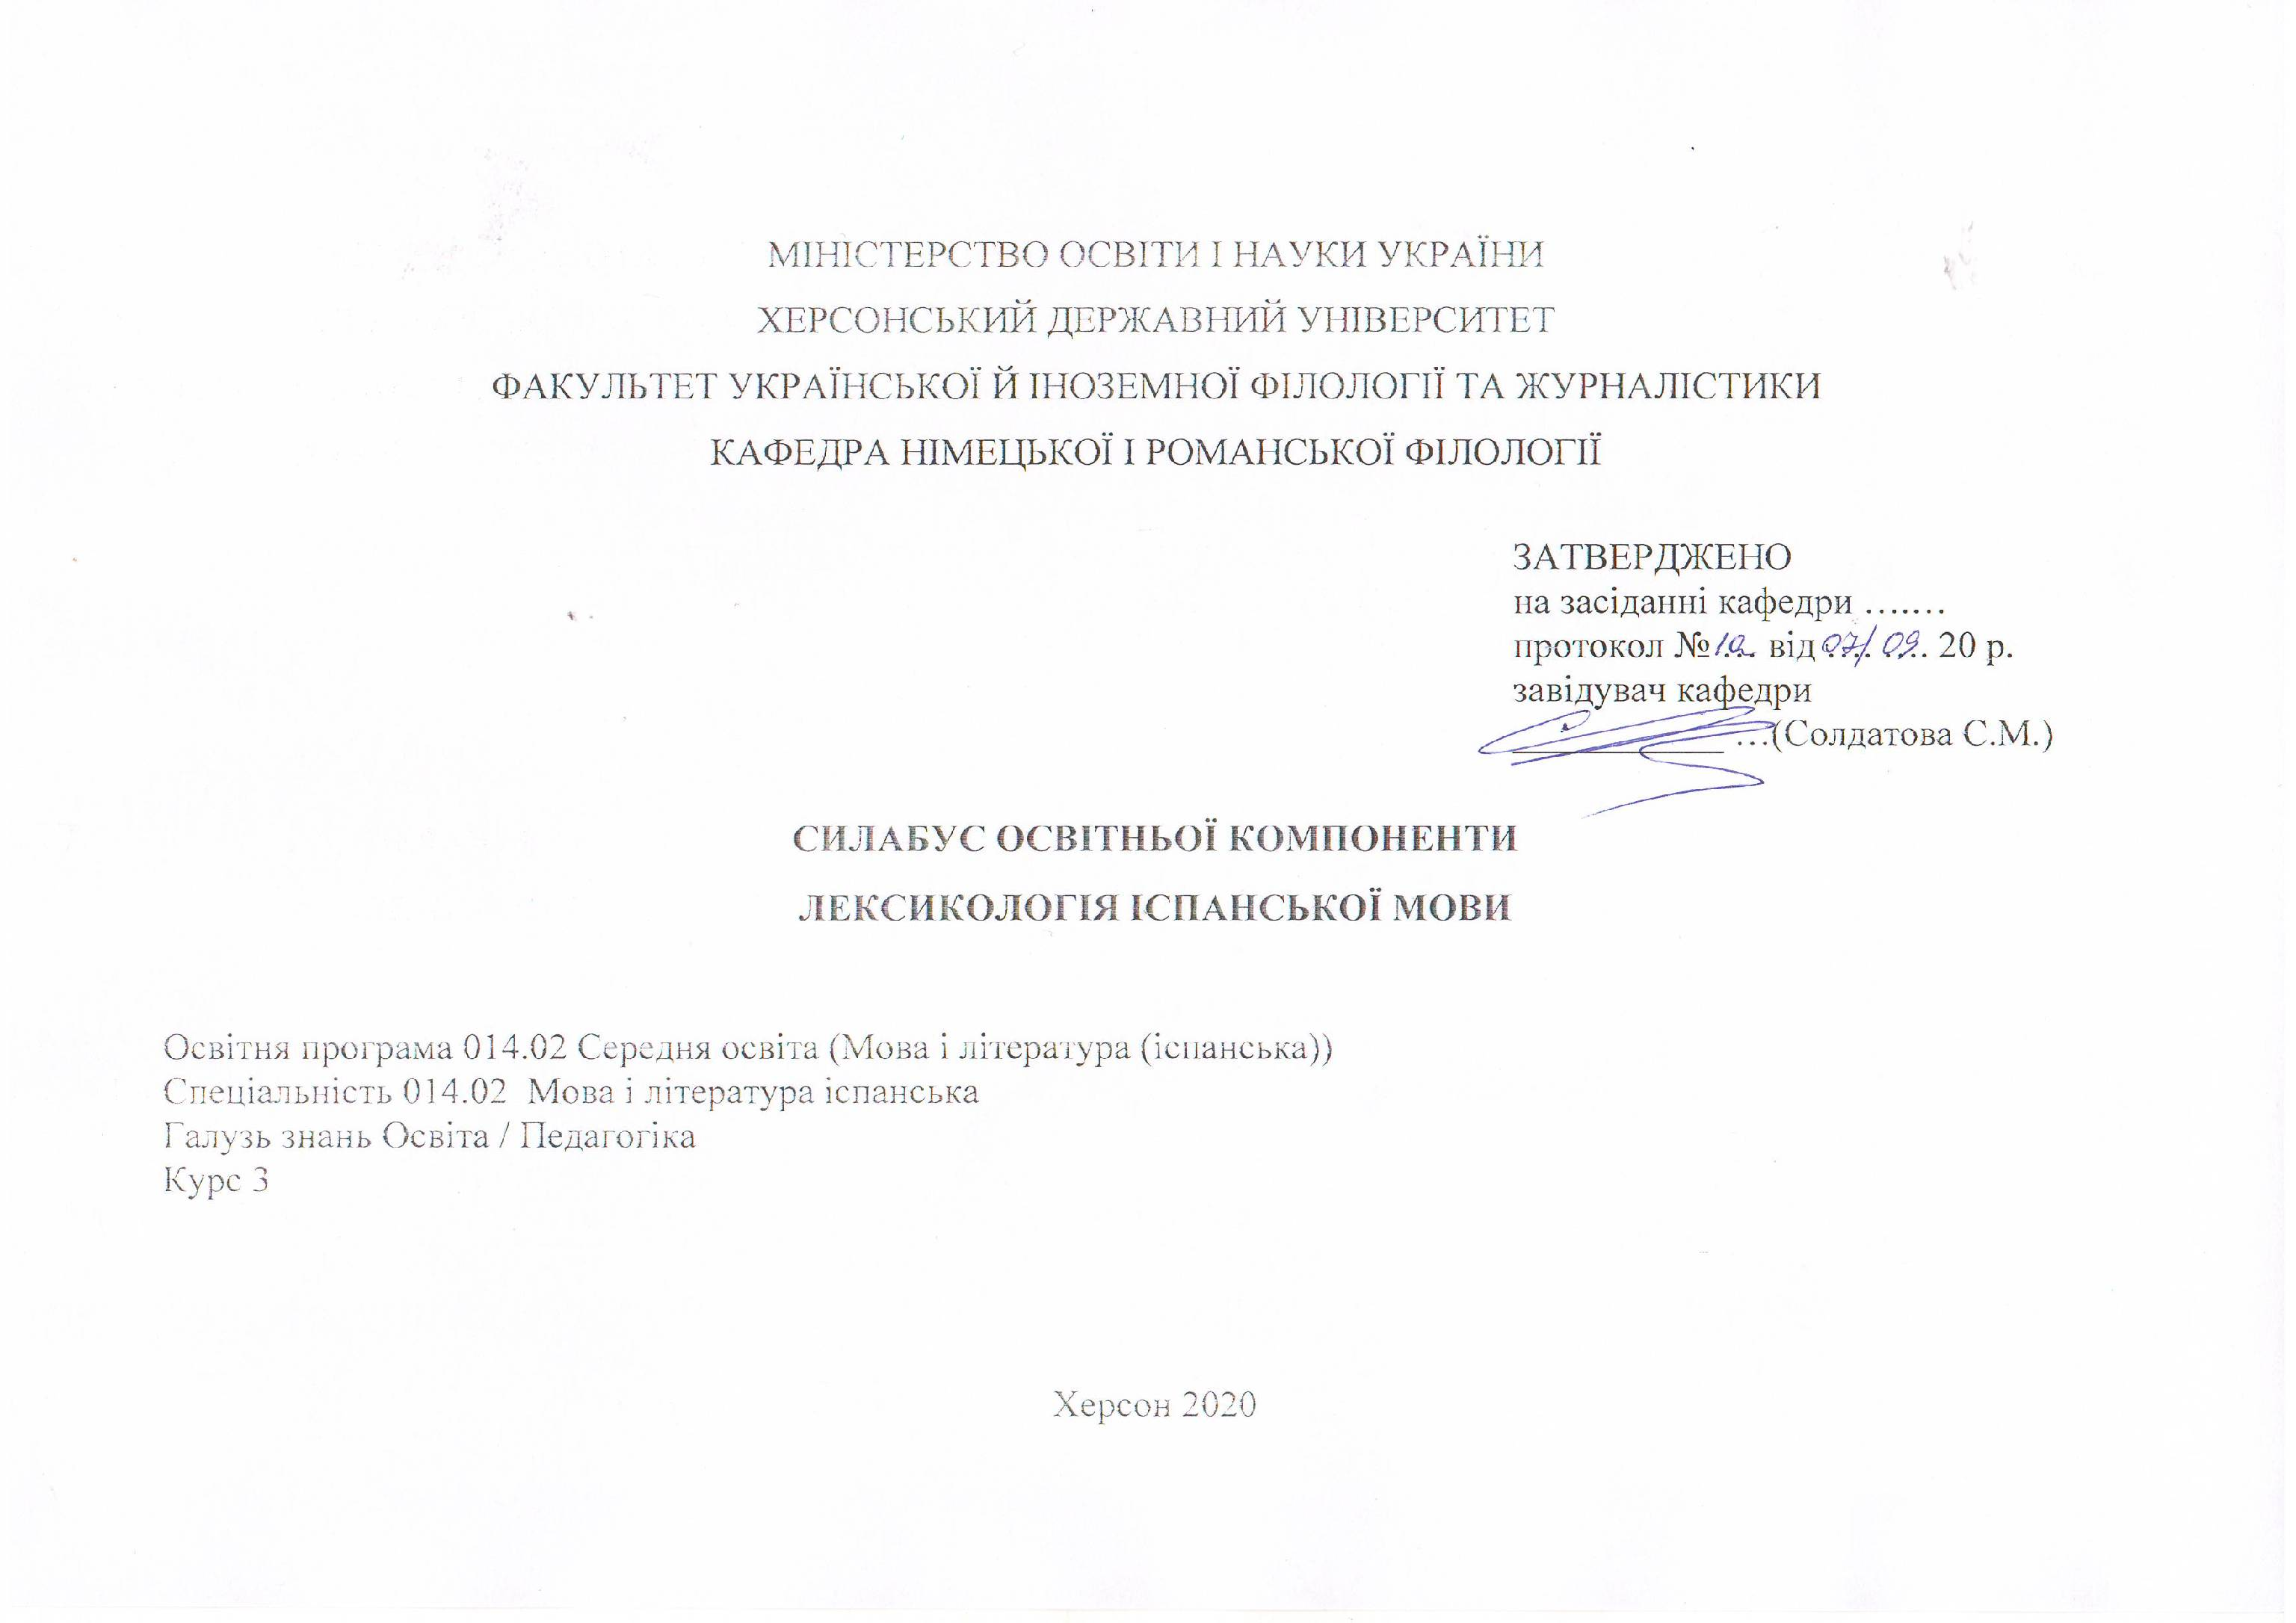 МІНІСТЕРСТВО ОСВІТИ І НАУКИ УКРАЇНИ
ХЕРСОНСЬКИЙ ДЕРЖАВНИЙ УНІВЕРСИТЕТ
ФАКУЛЬТЕТ УКРАЇНСЬКОЇ Й ІНОЗЕМНОЇ ФІЛОЛОГІЇ ТА ЖУРНАЛІСТИКИ
КАФЕДРА НІМЕЦЬКОЇ І РОМАНСЬКОЇ ФІЛОЛОГІЇ
ЗАТВЕРДЖЕНО
на засіданні кафедри …….
протокол № від 07/ 09. 20 р.
завідувач кафедри
___________ …(Солдатова С.М.)
СИЛАБУС ОСВІТНЬОЇ КОМПОНЕНТИ
ЛЕКСИКОЛОГІЯ ІСПАНСЬКОЇ МОВИ
Освітня програма 014.02 Середня освіта (Мова і література (іспанська))
Спеціальність 014.02 Мова і література іспанська
Галузь знань Освіта / Педагогіка
Курс 3
Херсон 2020